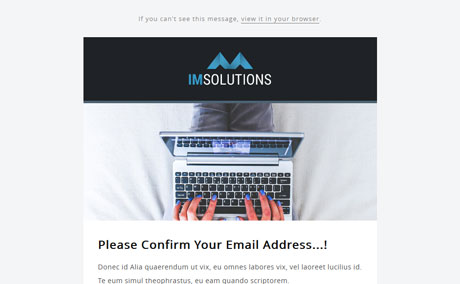 If you can't see this message, view it in your browser.
IMSOLUTIONS
Please Confirm Your Email Address...!
Donec id Alia quaerendum ut vix, eu omnes labores vix, vel laoreet lucilius id.
Te eum simul theophrastus, eu eam quando scriptorem.